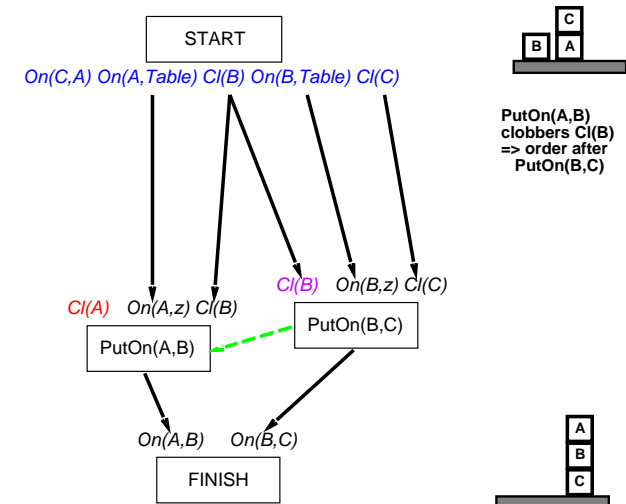 START
On(C,A) On(A,Table) Cl(B) On(B,Table) Cl(C)
C
B A
PutOn(A,B)
clobbers Cl(B)
=> order after
PutOn(B,C)
Cl(B) On(B,z) Cl(C)
Cl(A) On(A,z) Cl(B)
PutOn(B,C)
PutOn(A,B)
On(A,B) On(B,C)
FINISH
A
B
C